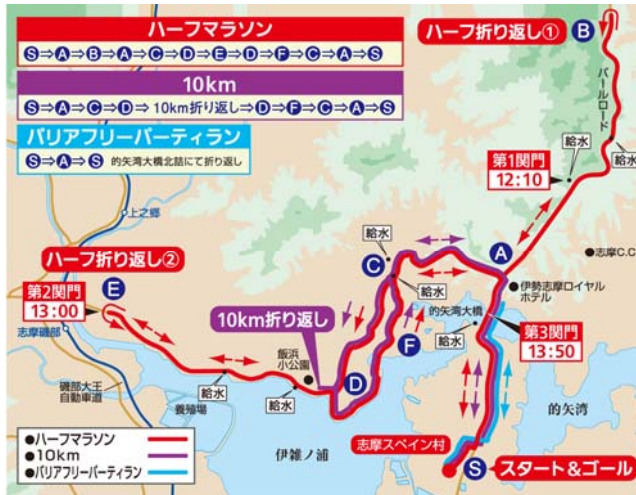 ハーフマラソン
S⇒A⇒B⇒A⇒C⇒D⇒E⇒D⇒F⇒C⇒A⇒S
10km
S⇒A⇒C⇒D⇒10km折り返し⇒D⇒F⇒C⇒A⇒S
バリアフリーパーティラン
S⇒A⇒S 的矢湾大橋北詰にて折り返し
ハーフ折り返し①
B
パールロード
給水
給水
第1関門
12:10
上之郷
給水
A
志摩C.C
ハーフ折り返し②
C
給水
伊勢志摩ロイヤル
ホテル
第2関門
13:00
E
的矢湾大橋
給水
第3関門
13:50
10km折り返し
F
志摩磯部
飯浜
小公園
D
磯部大王
自動車道
給水
養殖場
給水
的矢湾
●ハーフマラソン
●10km
●バリアフリーパーティラン
伊雑ノ浦
志摩スペイン村
S
スタート&ゴール